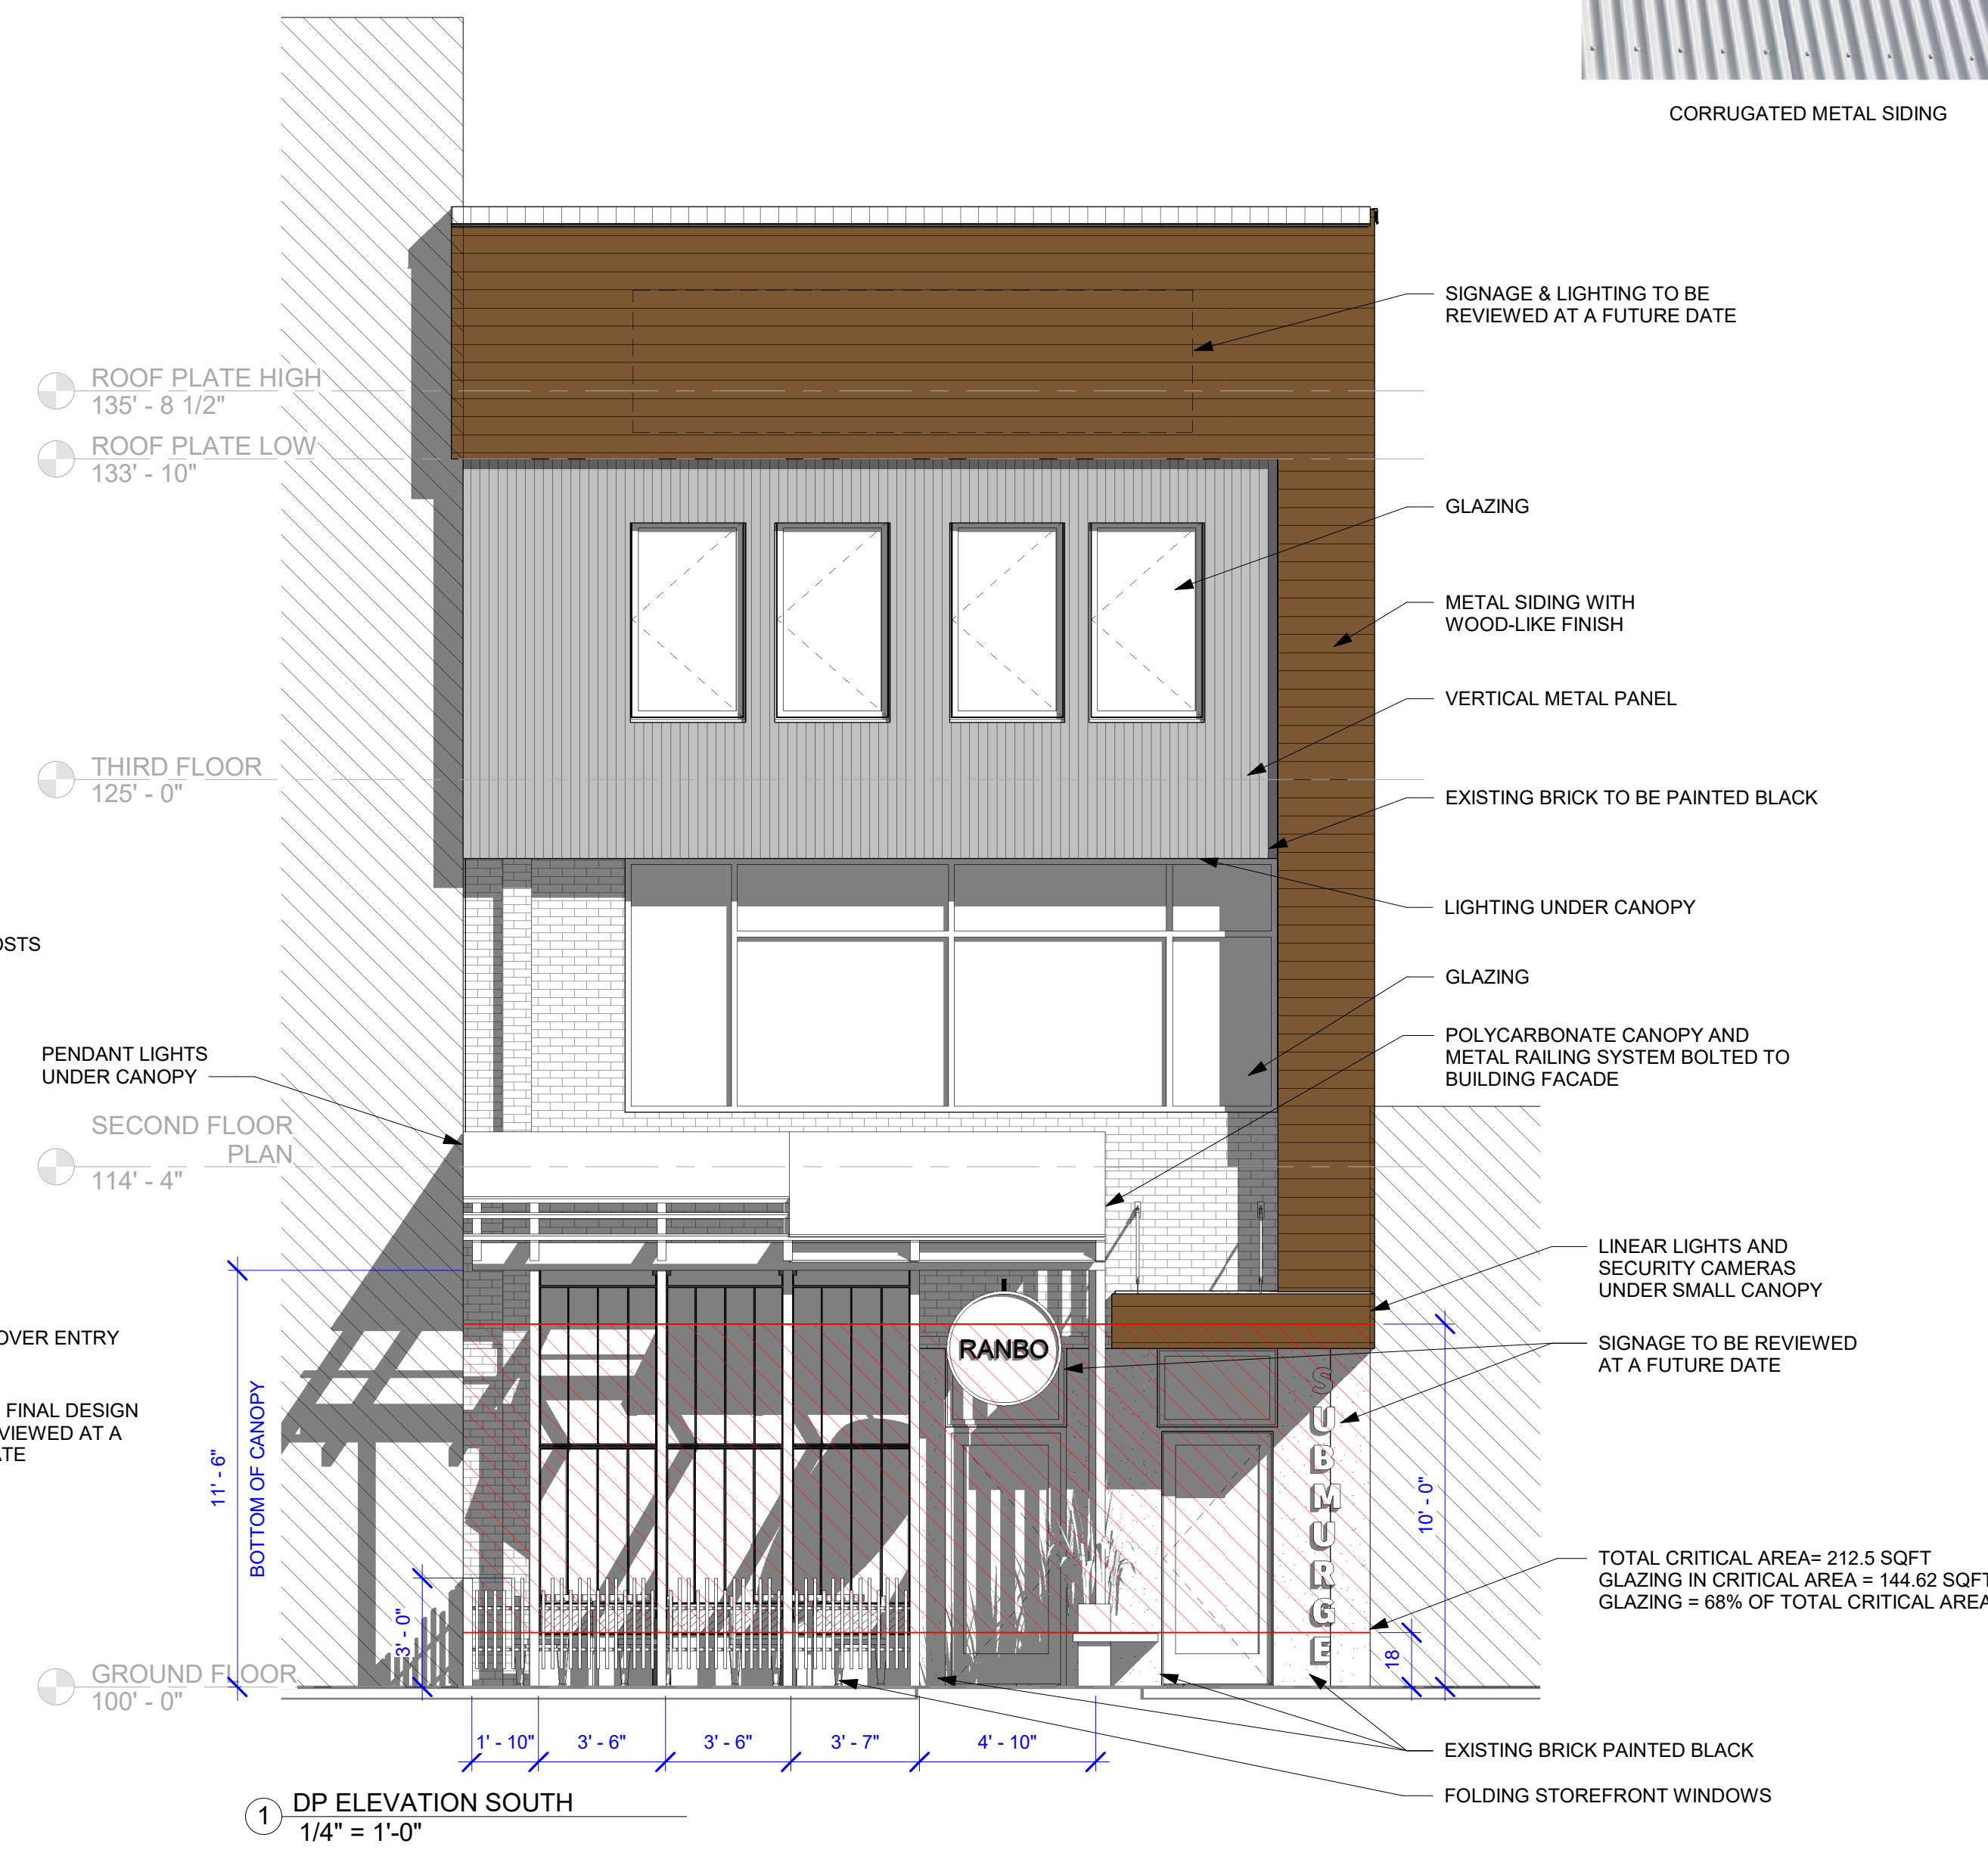 CORRUGATED METAL SIDING
SIGNAGE & LIGHTING TO BE
REVIEWED AT A FUTURE DATE
ROOF PLATE HIGH
135' - 8 1/2"
ROOF PLATE LOW
133' - 10"
GLAZING
METAL SIDING WITH
WOOD-LIKE FINISH
VERTICAL METAL PANEL
THIRD FLOOR
125' - 0"
EXISTING BRICK TO BE PAINTED BLACK
LIGHTING UNDER CANOPY
OSTS
GLAZING
POLYCARBONATE CANOPY AND
METAL RAILING SYSTEM BOLTED TO
BUILDING FACADE
PENDANT LIGHTS
UNDER CANOPY
SECOND FLOOR
PLAN
114' - 4"
LINEAR LIGHTS AND
SECURITY CAMERAS
UNDER SMALL CANOPY
OVER ENTRY
RANBO
SIGNAGE TO BE REVIEWED
AT A FUTURE DATE
FINAL DESIGN
VIEWED AT A
ATE
SUBMURGE
11' - 6"
BOTTOM OF CANOPY
3' - 0"
10' - 0"
18
TOTAL CRITICAL AREA= 212.5 SQFT
GLAZING IN CRITICAL AREA = 144.62 SQFT
GLAZING = 68% OF TOTAL CRITICAL AREA
GROUND FLOOR
100' - 0"
1' - 10"
3' - 6"
3' - 6"
3' - 7"
4' - 10"
EXISTING BRICK PAINTED BLACK
FOLDING STOREFRONT WINDOWS
1
DP ELEVATION SOUTH
1/4" = 1'-0"